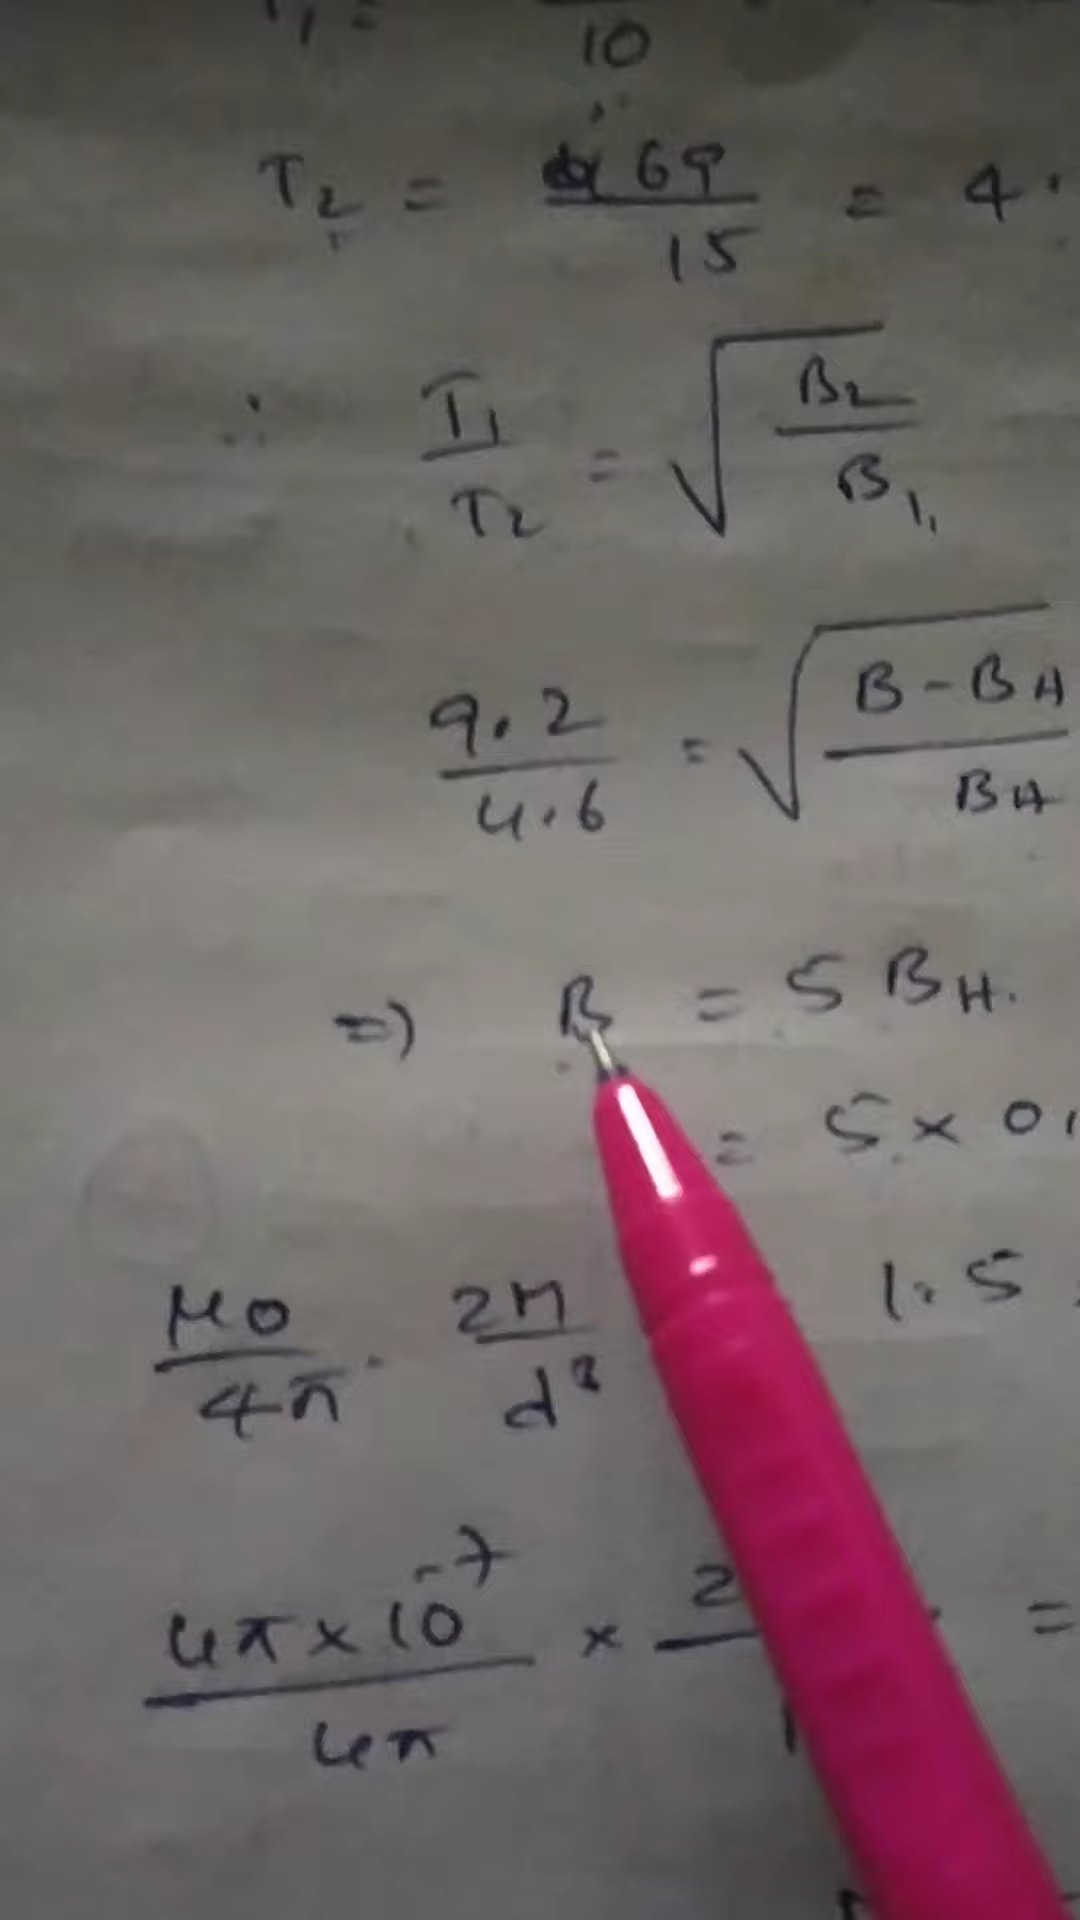 T₁ =
10
T₂ = 69/15 = 4.
∴ T₁/T₂ = √(B₂/B₁)
9.2/4.6 = √((B - BH)/BH)
⇒ B = 5 BH.
= 5 × 0.
μ0/4π · 2M/d³ 1.5
4π × 10⁻⁷/4π × 2 =